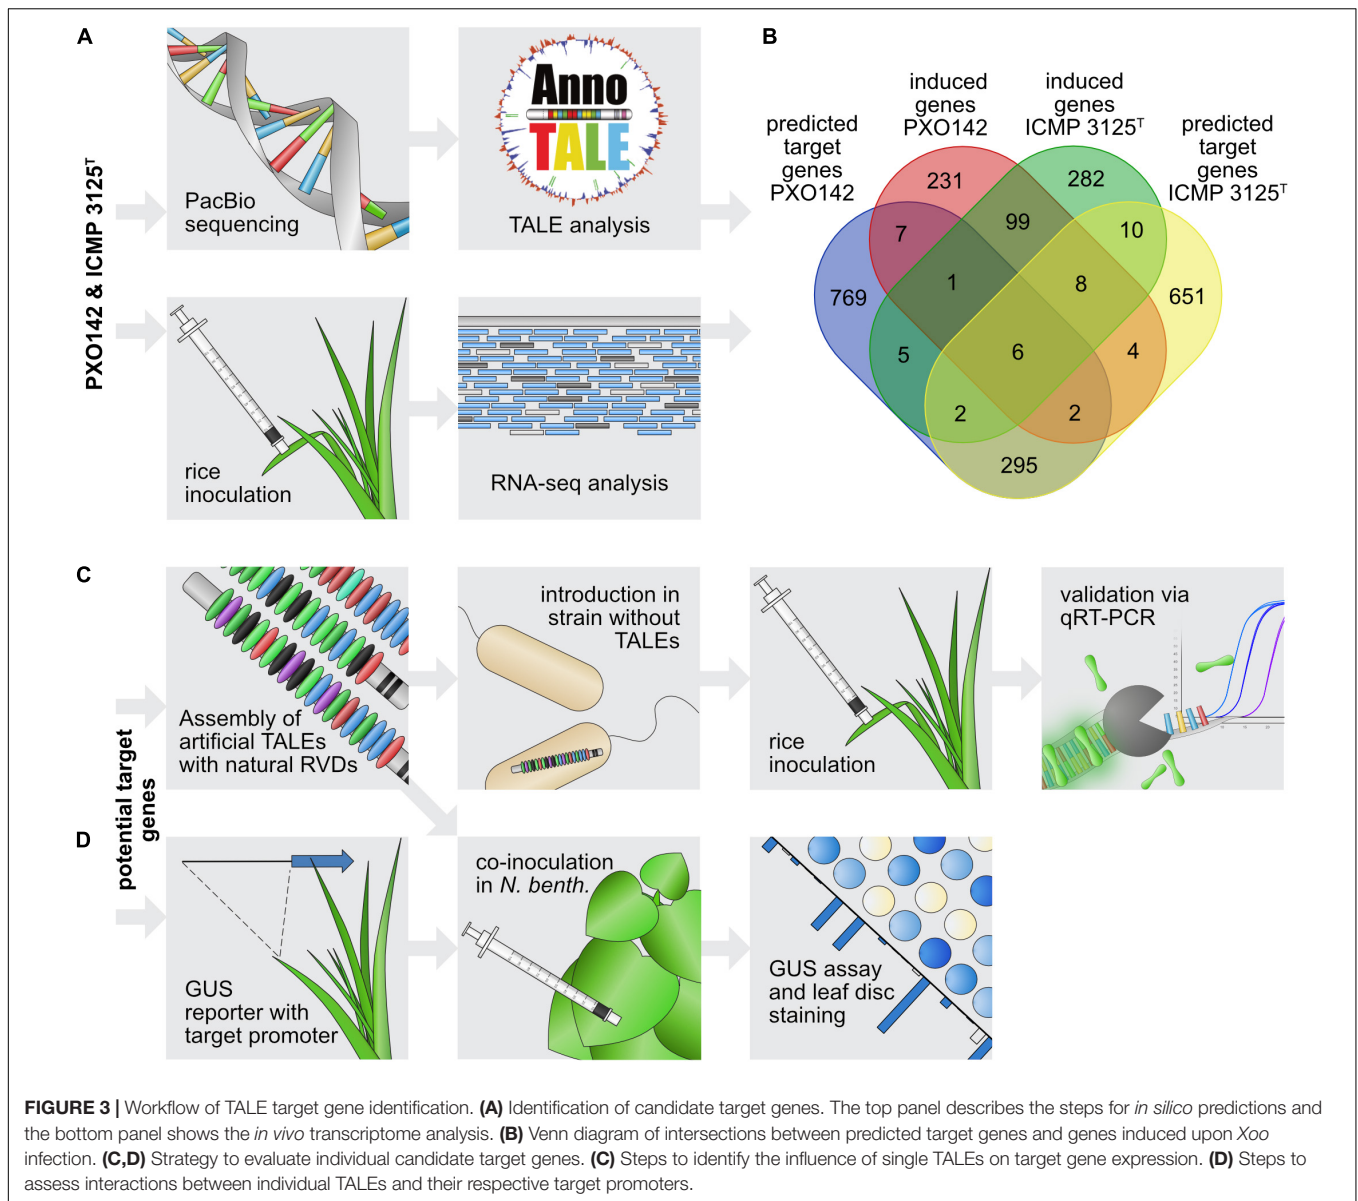 A
PXO142 & ICMP 3125ᵀ
PacBio
sequencing
Anno
TALE
TALE analysis
rice
inoculation
RNA-seq analysis
B
predicted
target
genes
PXO142
induced
genes
PXO142
induced
genes
ICMP 3125ᵀ
predicted
target
genes
ICMP 3125ᵀ
231
282
7
99
10
769
1
8
651
5
6
4
2
2
295
potential target
genes
C
Assembly of
artificial TALEs
with natural RVDs
introduction in
strain without
TALEs
rice
inoculation
validation via
qRT-PCR
D
GUS
reporter with
target promoter
co-inoculation
in N. benth.
GUS assay
and leaf disc
staining
FIGURE 3 | Workflow of TALE target gene identification. (A) Identification of candidate target genes. The top panel describes the steps for in silico predictions and
the bottom panel shows the in vivo transcriptome analysis. (B) Venn diagram of intersections between predicted target genes and genes induced upon Xoo
infection. (C,D) Strategy to evaluate individual candidate target genes. (C) Steps to identify the influence of single TALEs on target gene expression. (D) Steps to
assess interactions between individual TALEs and their respective target promoters.